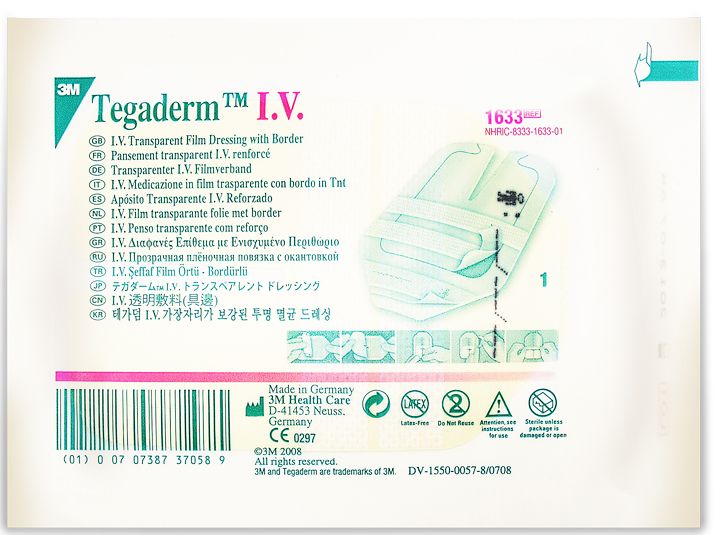 3M
Tegaderm™ I.V.
1633 REF
NHRIC-8333-1633-01
GB I.V. Transparent Film Dressing with Border
FR Pansement transparent I.V. renforcé
DE Transparenter I.V. Filmverband
IT I.V. Medicazione in film trasparente con bordo in Tnt
ES Apósito Transparente I.V. Reforzado
NL I.V. Film transparante folie met border
PT I.V. Penso transparente com reforço
GR I.V. Διαφανές Επίθεμα με Ενισχυμένο Περιθώριο
RU I.V. Прозрачная плёночная повязка с окантовкой
TR I.V. Şeffaf Film Örtü - Bordürlü
JP テガダーム™ I.V. トランスペアレント ドレッシング
CN I.V. 透明敷料(具邊)
KR 테가덤 I.V. 가장자리가 보강된 투명 멸균 드레싱
1
(01) 0 07 07387 37058 9
Made in Germany
3M Health Care
D-41453 Neuss,
Germany
CE 0297
©3M 2008
All rights reserved.
3M and Tegaderm are trademarks of 3M.
DV-1550-0057-8/0708
LATEX
Latex-Free
2
Do Not Reuse
Attention, see
instructions
for use
Sterile unless
package is
damaged or open